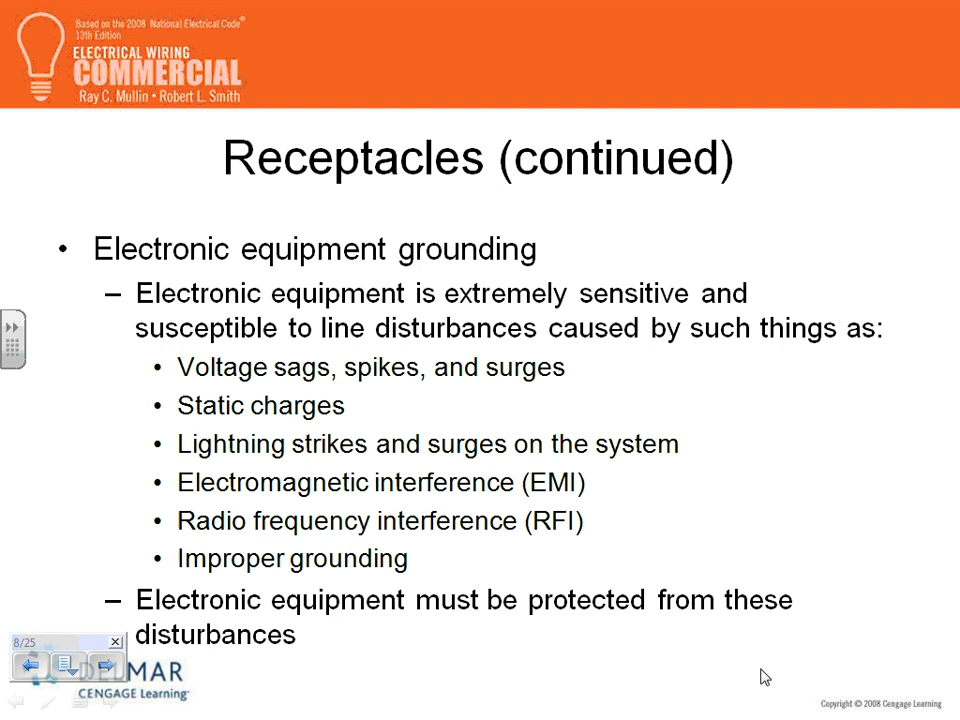 Based on the 2008 National Electrical Code®
13th Edition
ELECTRICAL WIRING
COMMERCIAL
Ray C. Mullin • Robert L. Smith
Receptacles (continued)
• Electronic equipment grounding
– Electronic equipment is extremely sensitive and
susceptible to line disturbances caused by such things as:
• Voltage sags, spikes, and surges
• Static charges
• Lightning strikes and surges on the system
• Electromagnetic interference (EMI)
• Radio frequency interference (RFI)
• Improper grounding
– Electronic equipment must be protected from these
disturbances
8/25
DELMAR
CENGAGE Learning
Copyright © 2008 Cengage Learning